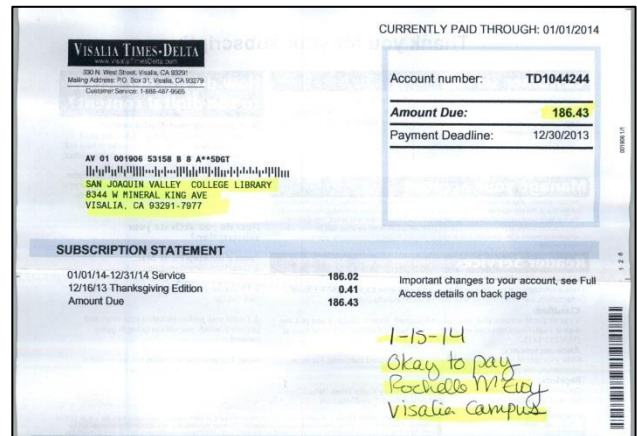 CURRENTLY PAID THROUGH: 01/01/2014
VISALIA TIMES-DELTA
www.VisaliaTimesDelta.com
330 N. West Street, Visalia, CA 93291
Mailing Address: P.O. Box 31, Visalia, CA 93279
Customer Service: 1-888-487-9565
Account number: TD1044244
Amount Due: 186.43
Payment Deadline: 12/30/2013
AV 01 001906 53158 B 8 A**5DGT
SAN JOAQUIN VALLEY COLLEGE LIBRARY
8344 W MINERAL KING AVE
VISALIA, CA 93291-7977
SUBSCRIPTION STATEMENT
01/01/14-12/31/14 Service 186.02
12/16/13 Thanksgiving Edition 0.41
Amount Due 186.43
Important changes to your account, see Full
Access details on back page
1-15-14
Okay to pay
Rochelle
Visalia Campus